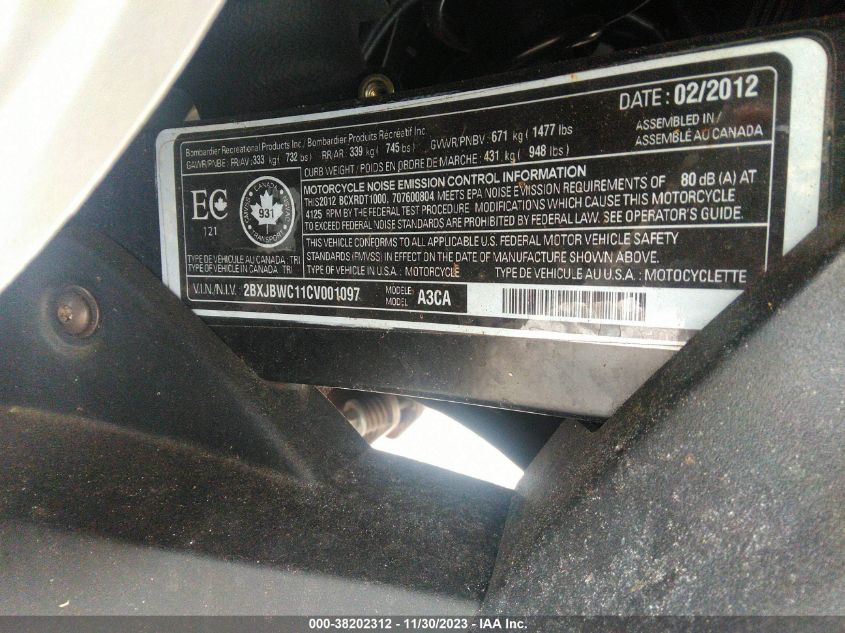 DATE : 02/2012
Bombardier Recreational Products Inc / Bombardier Produits Récréatif Inc
ASSEMBLED IN /
ASSEMBLÉ AU CANADA
GAWR/PNBE : RR/AV : 333 kg ( 732 lbs ) RR/AR : 339 kg ( 745 lbs ) GVWR/PNBV : 671 kg ( 1477 lbs
CURB WEIGHT / POIDS EN ORDRE DE MARCHE : 431 kg ( 948 lbs )
MOTORCYCLE NOISE EMISSION CONTROL INFORMATION
THIS 2012 BCXRDT1000, 707600804 MEETS EPA NOISE EMISSION REQUIREMENTS OF 80 dB (A) AT
4125 RPM BY THE FEDERAL TEST PROCEDURE. MODIFICATIONS WHICH CAUSE THIS MOTORCYCLE
TO EXCEED FEDERAL NOISE STANDARDS ARE PROHIBITED BY FEDERAL LAW. SEE OPERATOR'S GUIDE.
EC
121
CANADA
TRANSPORT
931
THIS VEHICLE CONFORMS TO ALL APPLICABLE U.S. FEDERAL MOTOR VEHICLE SAFETY
STANDARDS (FMVSS) IN EFFECT ON THE DATE OF MANUFACTURE SHOWN ABOVE.
TYPE DE VÉHICULE AU CANADA : TRI
TYPE OF VEHICLE IN CANADA : TRI
TYPE OF VEHICLE IN U.S.A. : MOTORCYCLE TYPE DE VÉHICULE AU U.S.A. : MOTOCYCLETTE
V.I.N./N.I.V. 2BXJBWC11CV001097 MODÈLE MODEL A3CA
000-38202312 - 11/30/2023 - IAA Inc.